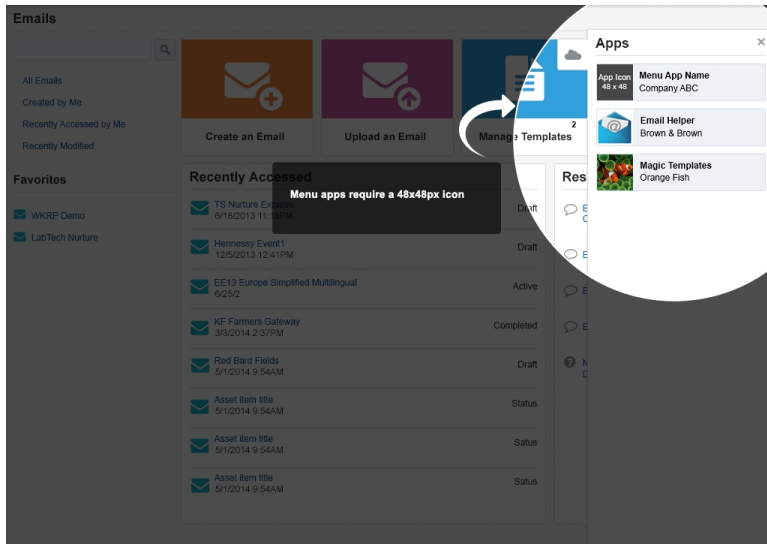 Emails
All Emails
Created by Me
Recently Accessed by Me
Recently Modified
Favorites
WKRP Demo
LabTech Nurture
Create an Email
Upload an Email
Manage Templates
2
Recently Accessed
TS Nurture Express
6/18/2013 11:16PM
Draft
Menu apps require a 48x48px icon
Hennessy Event1
12/5/2013 12:41PM
Draft
EE13 Europe Simplified Multilingual
6/25/2
Active
KF Farmers Gateway
3/3/2014 2:37PM
Completed
Red Bard Fields
5/1/2014 9:54AM
Draft
Asset item title
5/1/2014 9:54AM
Status
Asset item title
5/1/2014 9:54AM
Satus
Asset item title
5/1/2014 9:54AM
Satus
Res
Apps
App Icon
48 x 48
Menu App Name
Company ABC
Email Helper
Brown & Brown
Magic Templates
Orange Fish